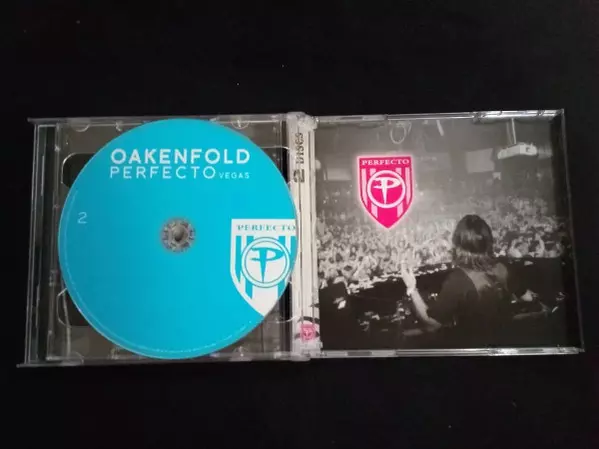 OAKENFOLD
PERFECTO VEGAS
2
PERFECTO
2 DISCS
PERFECTO
P